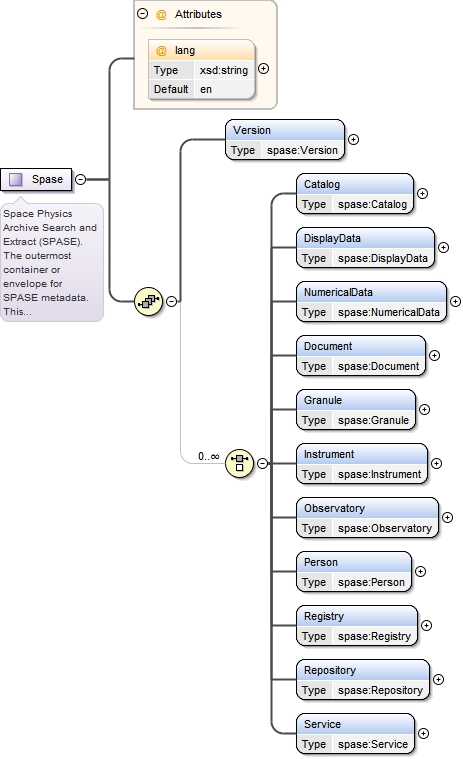 Attributes
@ lang
Type xsd:string
Default en
Spase
Space Physics
Archive Search and
Extract (SPASE).
The outermost
container or
envelope for
SPASE metadata.
This...
Version
Type spase:Version
0..∞
Catalog
Type spase:Catalog
DisplayData
Type spase:DisplayData
NumericalData
Type spase:NumericalData
Document
Type spase:Document
Granule
Type spase:Granule
Instrument
Type spase:Instrument
Observatory
Type spase:Observatory
Person
Type spase:Person
Registry
Type spase:Registry
Repository
Type spase:Repository
Service
Type spase:Service